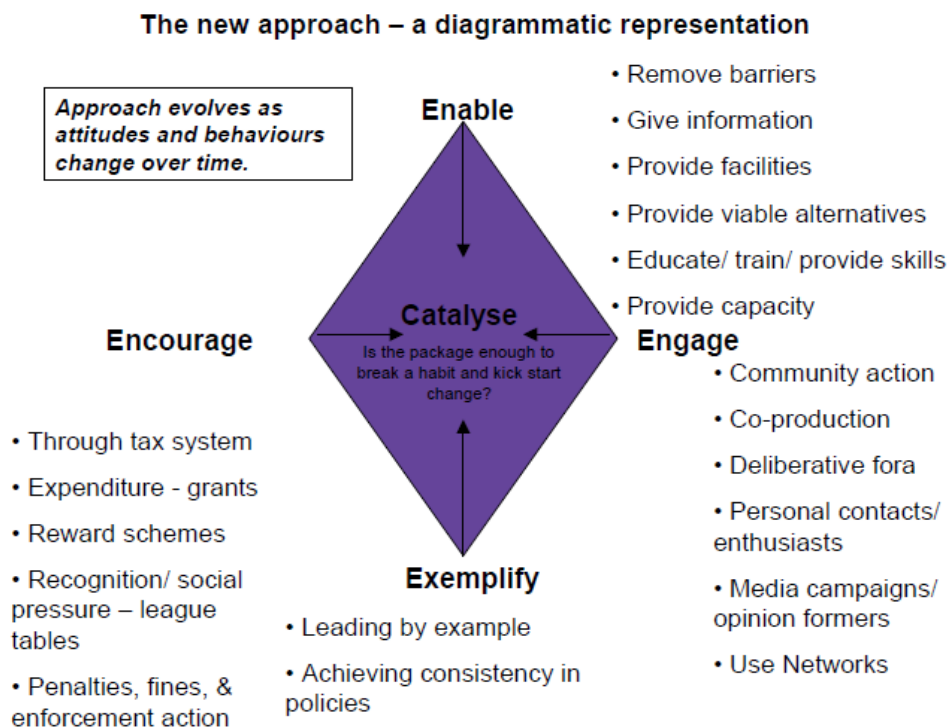 The new approach – a diagrammatic representation
Approach evolves as
attitudes and behaviours
change over time.
Enable
• Remove barriers
• Give information
• Provide facilities
• Provide viable alternatives
• Educate/ train/ provide skills
• Provide capacity
Catalyse
Is the package enough to
break a habit and kick start
change?
Encourage
• Through tax system
• Expenditure - grants
• Reward schemes
• Recognition/ social
pressure – league
tables
• Penalties, fines, &
enforcement action
Engage
• Community action
• Co-production
• Deliberative fora
• Personal contacts/
enthusiasts
• Media campaigns/
opinion formers
• Use Networks
Exemplify
• Leading by example
• Achieving consistency in
policies